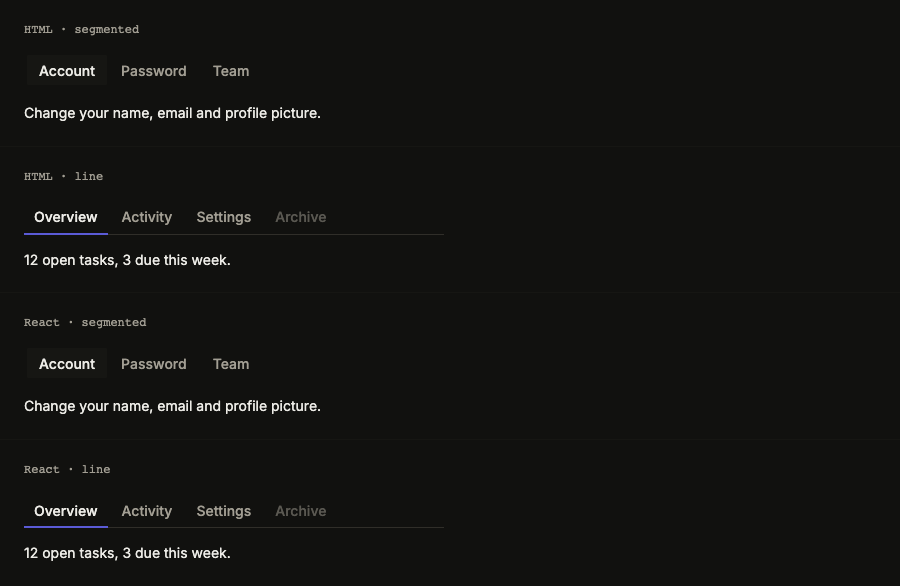 HTML · segmented
Account Password Team
Change your name, email and profile picture.
HTML · line
Overview Activity Settings Archive
12 open tasks, 3 due this week.
React · segmented
Account Password Team
Change your name, email and profile picture.
React · line
Overview Activity Settings Archive
12 open tasks, 3 due this week.